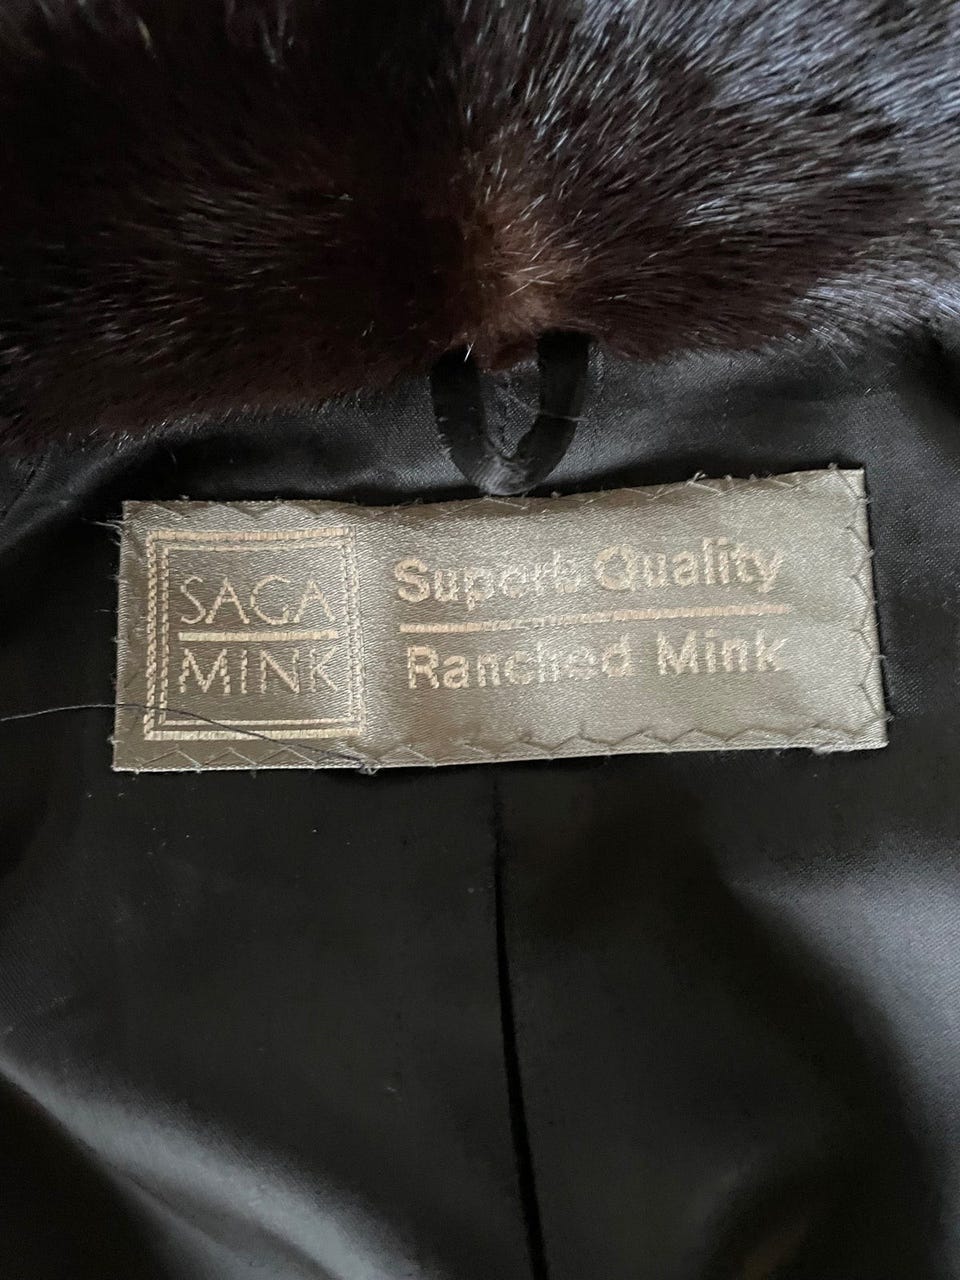 SAGA
MINK
Superb Quality
Ranched Mink